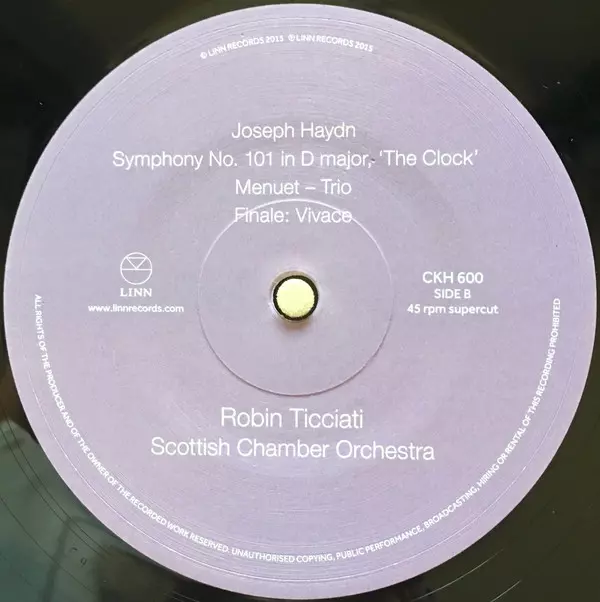 © LINN RECORDS 2015 ℗ LINN RECORDS 2015
Joseph Haydn
Symphony No. 101 in D major, 'The Clock'
Menuet – Trio
Finale: Vivace
LINN
www.linnrecords.com
CKH 600
SIDE B
45 rpm supercut
Robin Ticciati
Scottish Chamber Orchestra
ALL RIGHTS OF THE PRODUCER AND OF THE OWNER OF THE RECORDED WORK RESERVED. UNAUTHORISED COPYING, PUBLIC PERFORMANCE, BROADCASTING, HIRING OR RENTAL OF THIS RECORDING PROHIBITED